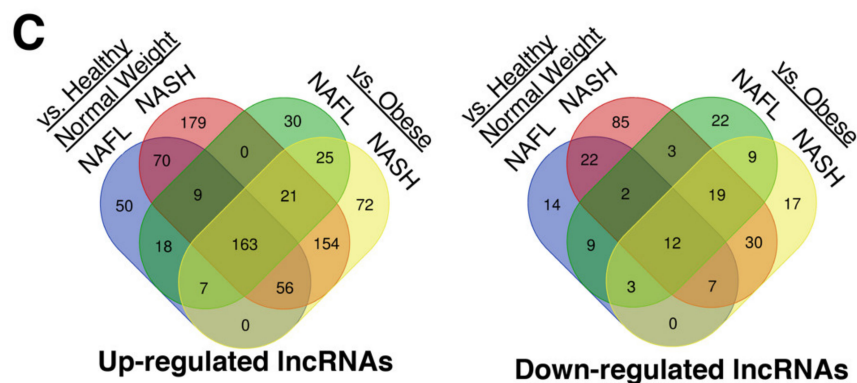 C
vs. Healthy
Normal Weight
NAFL
NASH
vs. Obese
NAFL
NASH
179
30
70
0
25
50
9
21
72
18
163
154
7
56
0
Up-regulated lncRNAs
vs. Healthy
Normal Weight
NAFL
NASH
vs. Obese
NAFL
NASH
85
22
22
3
9
14
2
19
17
9
12
30
3
7
0
Down-regulated lncRNAs